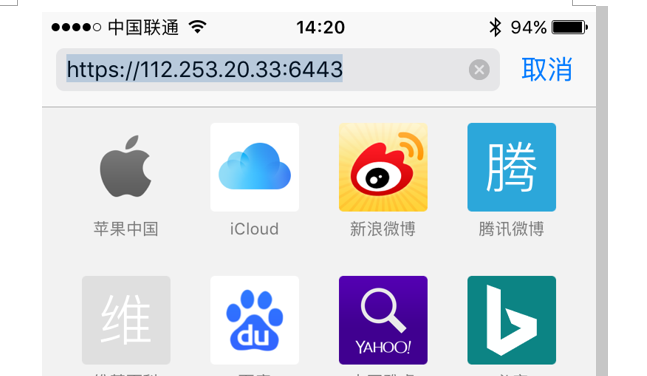 中国联通 14:20 94%
https://112.253.20.33:6443 取消
苹果中国 iCloud 新浪微博 腾讯微博
腾
维 du YAHOO!